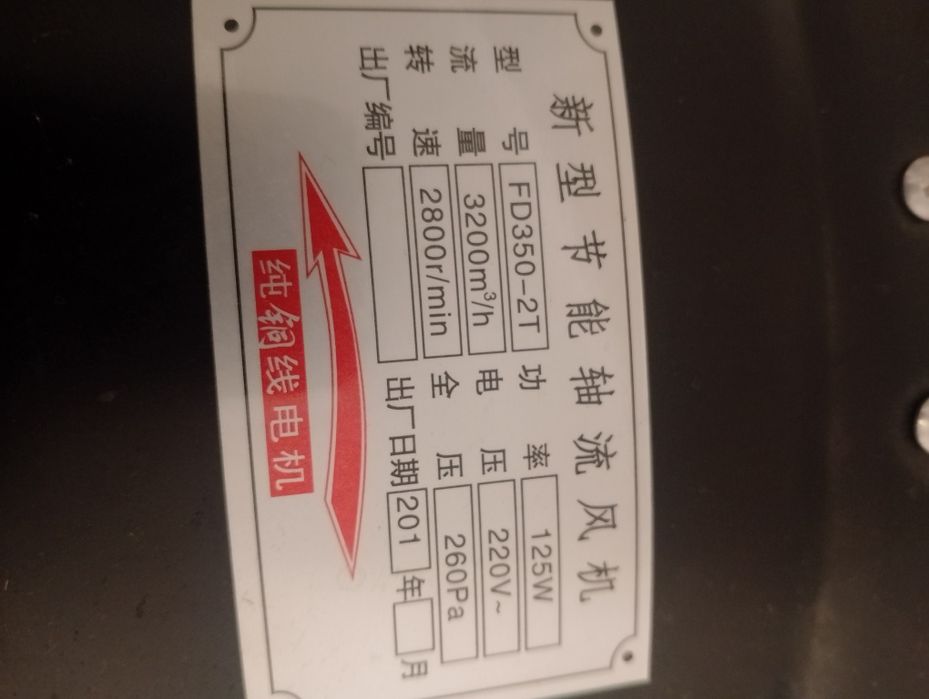 新型节能轴流风机
型号 FD350-2T 功率 125W
流量 3200m³/h 电压 220V~
转速 2800r/min 全压 260Pa
出厂编号 出厂日期 201 年 月
纯铜线电机